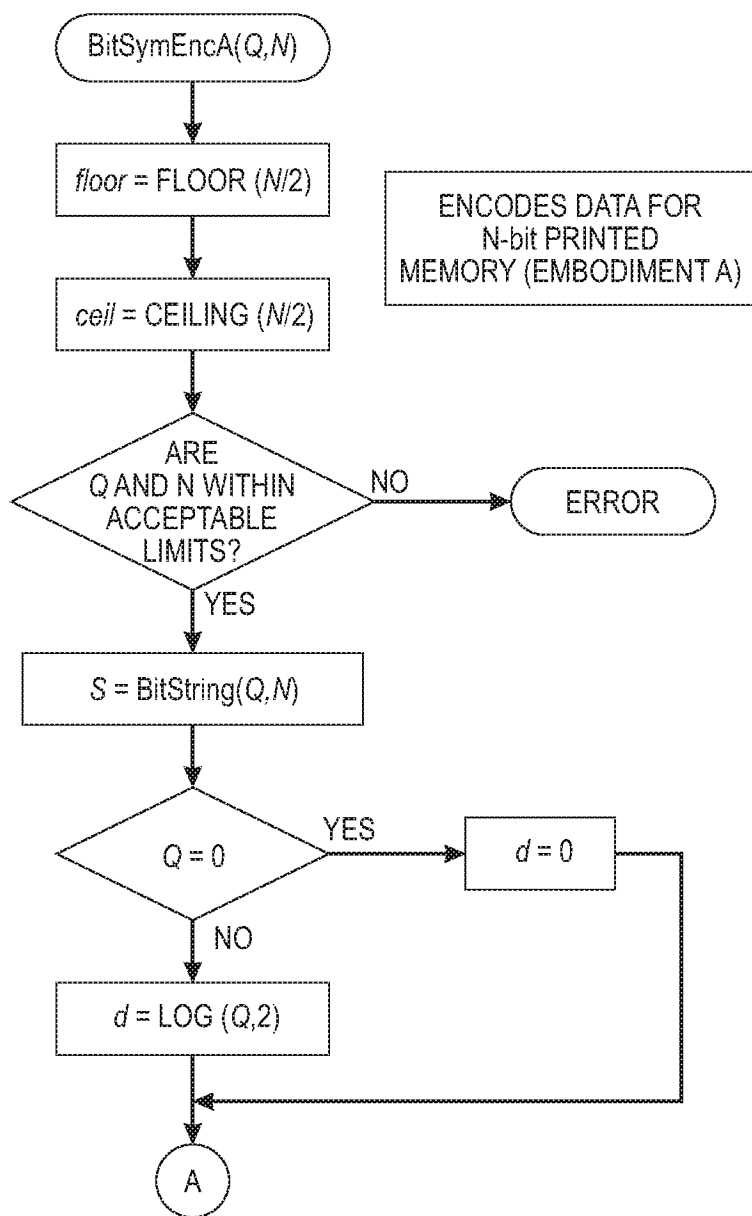 BitSymEncA(Q,N)
floor = FLOOR (N/2)
ENCODES DATA FOR
N-bit PRINTED
MEMORY (EMBODIMENT A)
ceil = CEILING (N/2)
ARE
Q AND N WITHIN
ACCEPTABLE
LIMITS?
NO
ERROR
YES
S = BitString(Q,N)
Q = 0
YES
d = 0
NO
d = LOG (Q,2)
A